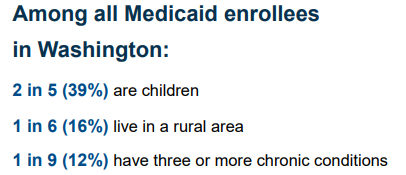 Among all Medicaid enrollees
in Washington:
2 in 5 (39%) are children
1 in 6 (16%) live in a rural area
1 in 9 (12%) have three or more chronic conditions